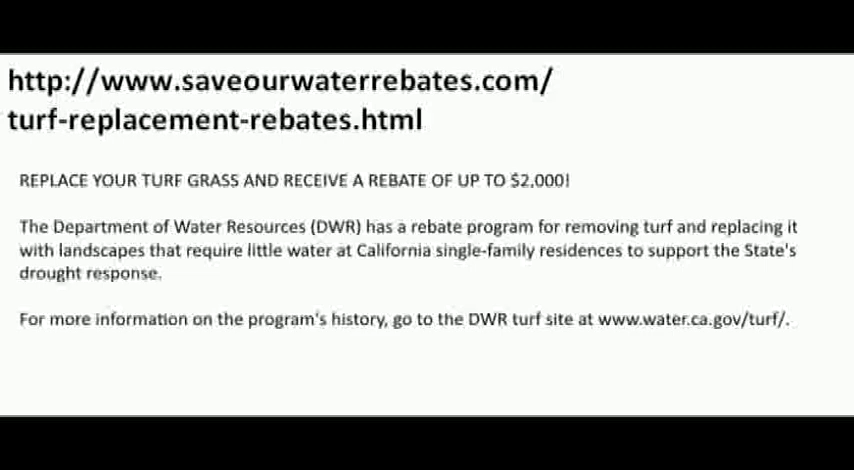 http://www.saveourwaterrebates.com/
turf-replacement-rebates.html
REPLACE YOUR TURF GRASS AND RECEIVE A REBATE OF UP TO $2,000!
The Department of Water Resources (DWR) has a rebate program for removing turf and replacing it
with landscapes that require little water at California single-family residences to support the State's
drought response.
For more information on the program's history, go to the DWR turf site at www.water.ca.gov/turf/.